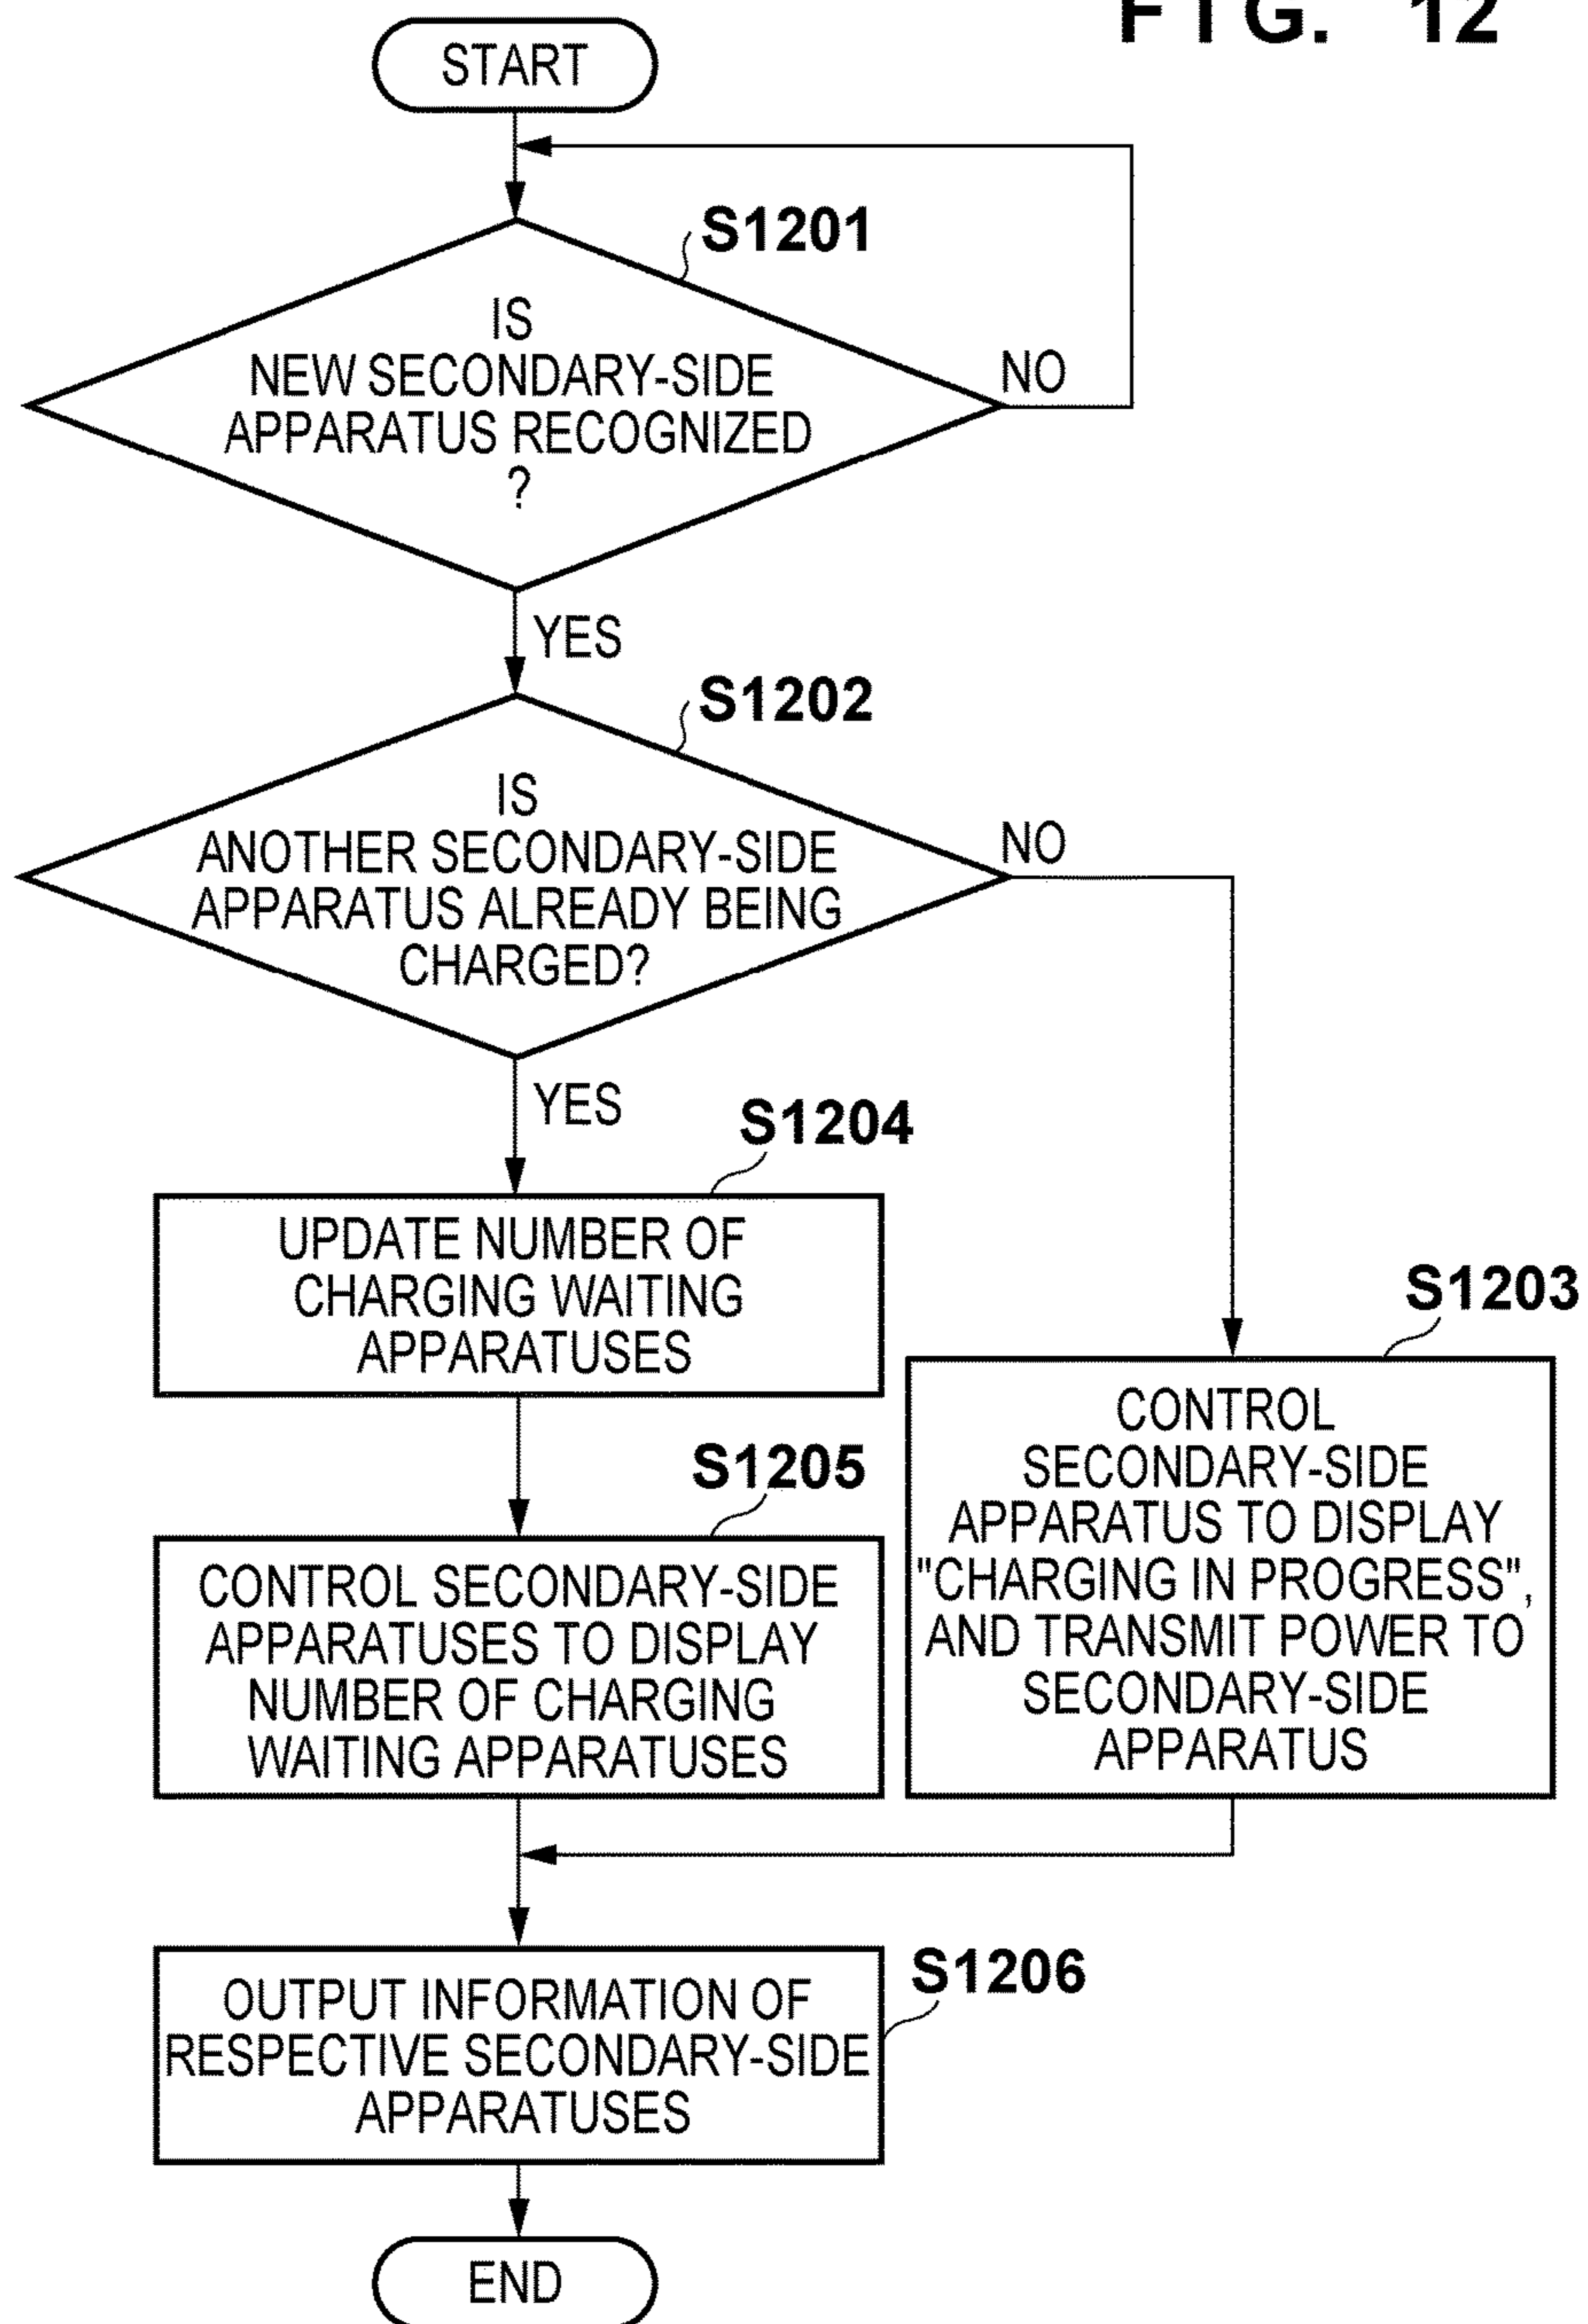 FIG. 12
START
S1201
IS
NEW SECONDARY-SIDE
APPARATUS RECOGNIZED
?
NO
YES
S1202
IS
ANOTHER SECONDARY-SIDE
APPARATUS ALREADY BEING
CHARGED?
NO
YES
S1204
UPDATE NUMBER OF
CHARGING WAITING
APPARATUSES
S1203
CONTROL
SECONDARY-SIDE
APPARATUS TO DISPLAY
"CHARGING IN PROGRESS",
AND TRANSMIT POWER TO
SECONDARY-SIDE
APPARATUS
S1205
CONTROL SECONDARY-SIDE
APPARATUSES TO DISPLAY
NUMBER OF CHARGING
WAITING APPARATUSES
S1206
OUTPUT INFORMATION OF
RESPECTIVE SECONDARY-SIDE
APPARATUSES
END